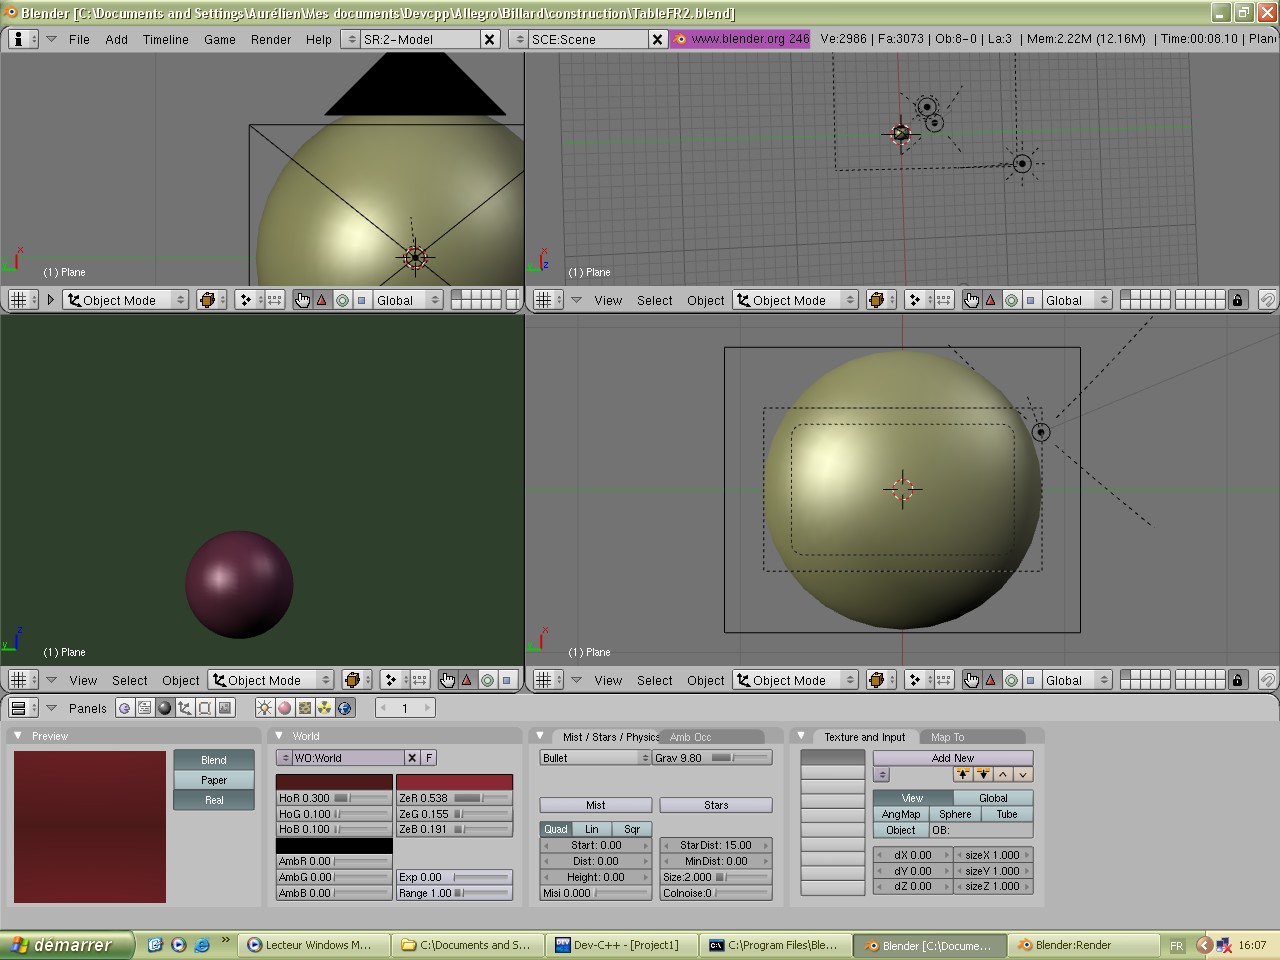 Blender [C:\Documents and Settings\Aurélien\Mes documents\Devcpp\Allegro\Billard\construction\TableFR2.blend]
File Add Timeline Game Render Help SR:2-Model SCE:Scene www.blender.org 246 Ve:2986 | Fa:3073 | Ob:8-0 | La:3 | Mem:2.22M (12.16M) | Time:00:08.10 | Plan
x
(1) Plane
x
z
(1) Plane
Object Mode Global
View Select Object Object Mode Global
z
y
(1) Plane
x
(1) Plane
View Select Object Object Mode
View Select Object Object Mode Global
Panels 1
Preview
Blend
Paper
Real
World
WO:World F
HoR 0.300 ZeR 0.538
HoG 0.100 ZeG 0.155
HoB 0.100 ZeB 0.191
AmbR 0.00
AmbG 0.00 Exp 0.00
AmbB 0.00 Range 1.00
Mist / Stars / Physics Amb Occ
Bullet Grav 9.80
Mist Stars
Quad Lin Sqr StarDist: 15.00
Start: 0.00 MinDist: 0.00
Dist: 0.00 Size:2.000
Height: 0.00 Colnoise:0
Misi 0.000
Texture and Input Map To
Add New
View Global
AngMap Sphere Tube
Object OB:
dX 0.00 sizeX 1.000
dY 0.00 sizeY 1.000
dZ 0.00 sizeZ 1.000
démarrer » Lecteur Windows M... C:\Documents and S... Dev-C++ - [Project1] C:\Program Files\Ble... Blender [C:\Docume... Blender:Render FR 16:07